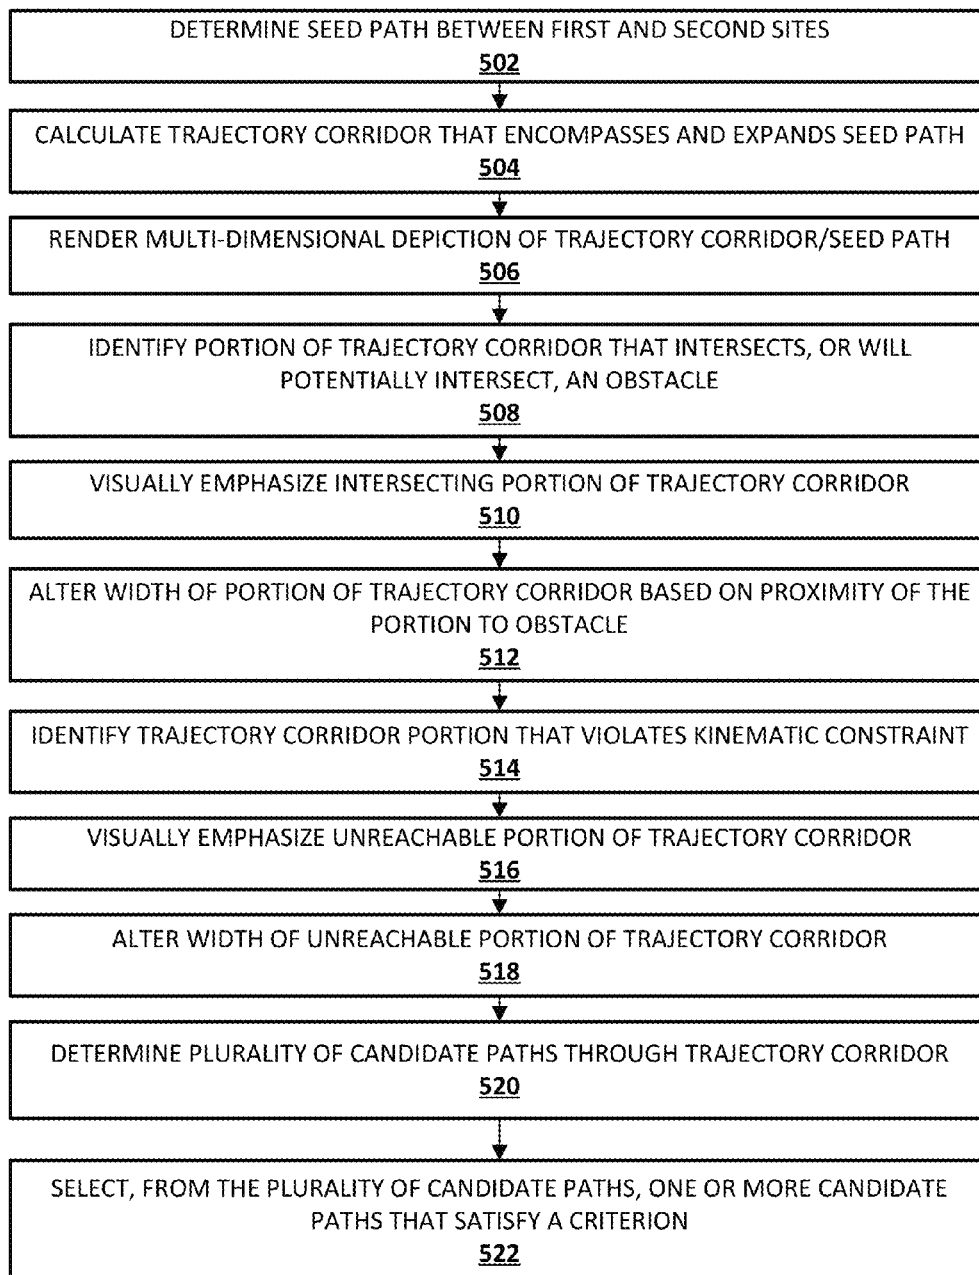 DETERMINE SEED PATH BETWEEN FIRST AND SECOND SITES
502
CALCULATE TRAJECTORY CORRIDOR THAT ENCOMPASSES AND EXPANDS SEED PATH
504
RENDER MULTI-DIMENSIONAL DEPICTION OF TRAJECTORY CORRIDOR/SEED PATH
506
IDENTIFY PORTION OF TRAJECTORY CORRIDOR THAT INTERSECTS, OR WILL
POTENTIALLY INTERSECT, AN OBSTACLE
508
VISUALLY EMPHASIZE INTERSECTING PORTION OF TRAJECTORY CORRIDOR
510
ALTER WIDTH OF PORTION OF TRAJECTORY CORRIDOR BASED ON PROXIMITY OF THE
PORTION TO OBSTACLE
512
IDENTIFY TRAJECTORY CORRIDOR PORTION THAT VIOLATES KINEMATIC CONSTRAINT
514
VISUALLY EMPHASIZE UNREACHABLE PORTION OF TRAJECTORY CORRIDOR
516
ALTER WIDTH OF UNREACHABLE PORTION OF TRAJECTORY CORRIDOR
518
DETERMINE PLURALITY OF CANDIDATE PATHS THROUGH TRAJECTORY CORRIDOR
520
SELECT, FROM THE PLURALITY OF CANDIDATE PATHS, ONE OR MORE CANDIDATE
PATHS THAT SATISFY A CRITERION
522